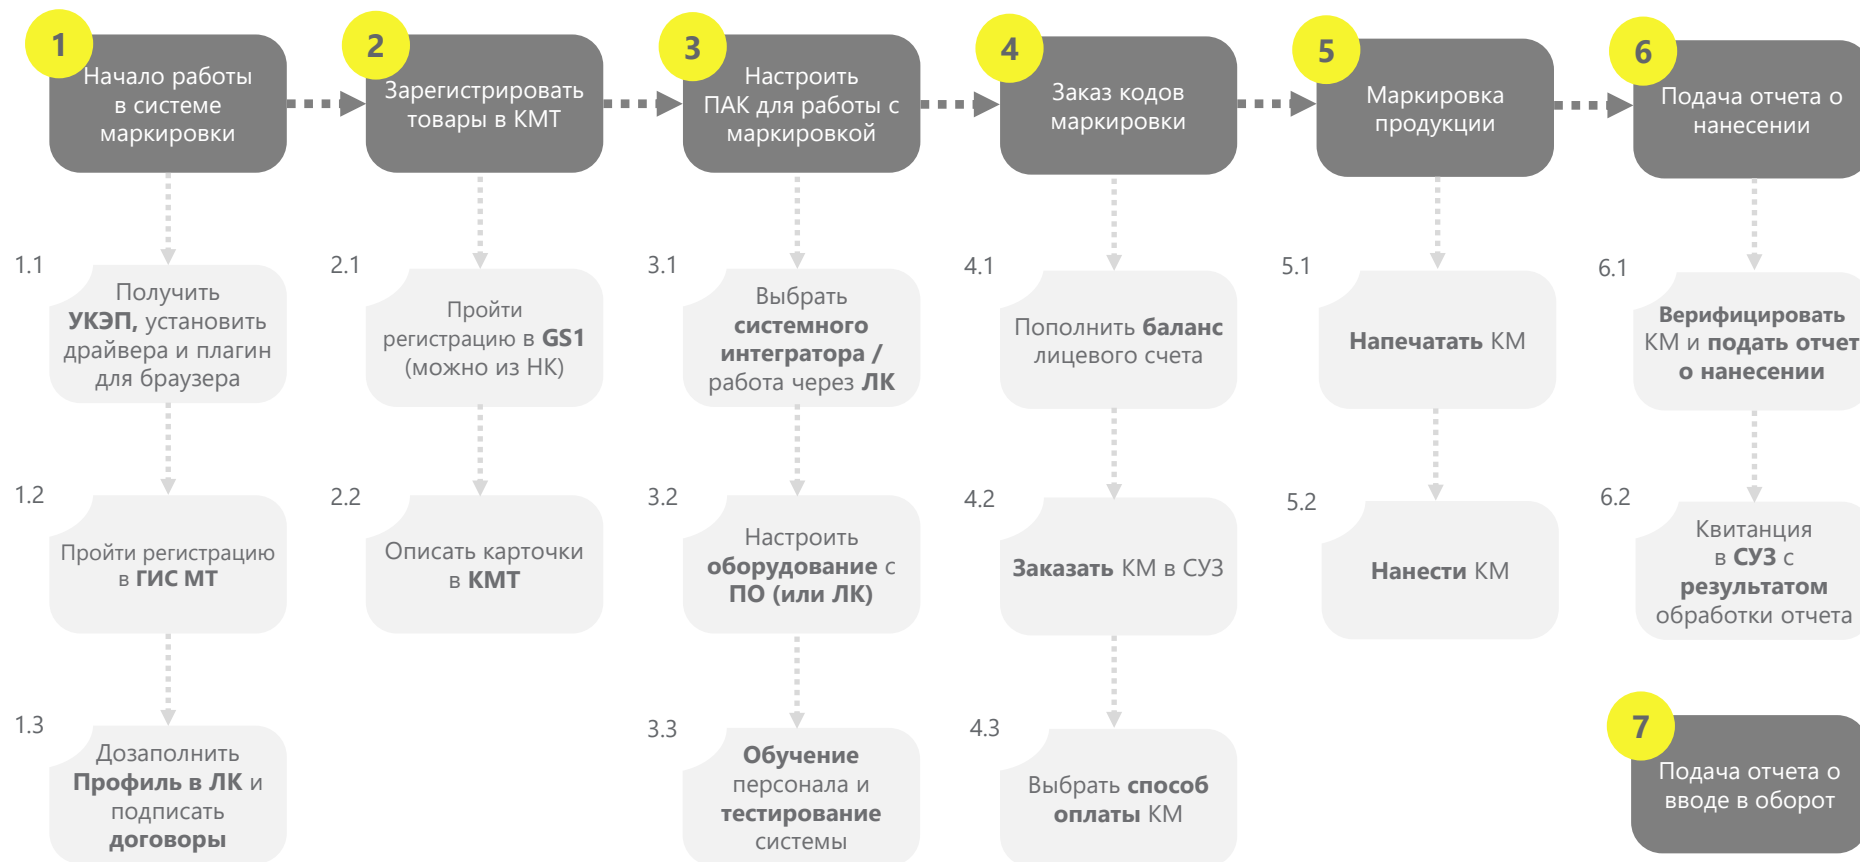 1
Начало работы
в системе
маркировки
2
Зарегистрировать
товары в КМТ
3
Настроить
ПАК для работы с
маркировкой
4
Заказ кодов
маркировки
5
Маркировка
продукции
6
Подача отчета о
нанесении
1.1
Получить
УКЭП, установить
драйвера и плагин
для браузера
1.2
Пройти регистрацию
в ГИС МТ
1.3
Дозаполнить
Профиль в ЛК и
подписать
договоры
2.1
Пройти
регистрацию в GS1
(можно из НК)
2.2
Описать карточки
в КМТ
3.1
Выбрать
системного
интегратора /
работа через ЛК
3.2
Настроить
оборудование с
ПО (или ЛК)
3.3
Обучение
персонала и
тестирование
системы
4.1
Пополнить баланс
лицевого счета
4.2
Заказать КМ в СУЗ
4.3
Выбрать способ
оплаты КМ
5.1
Напечатать КМ
5.2
Нанести КМ
6.1
Верифицировать
КМ и подать отчет
о нанесении
6.2
Квитанция
в СУЗ с
результатом
обработки отчета
7
Подача отчета о
вводе в оборот